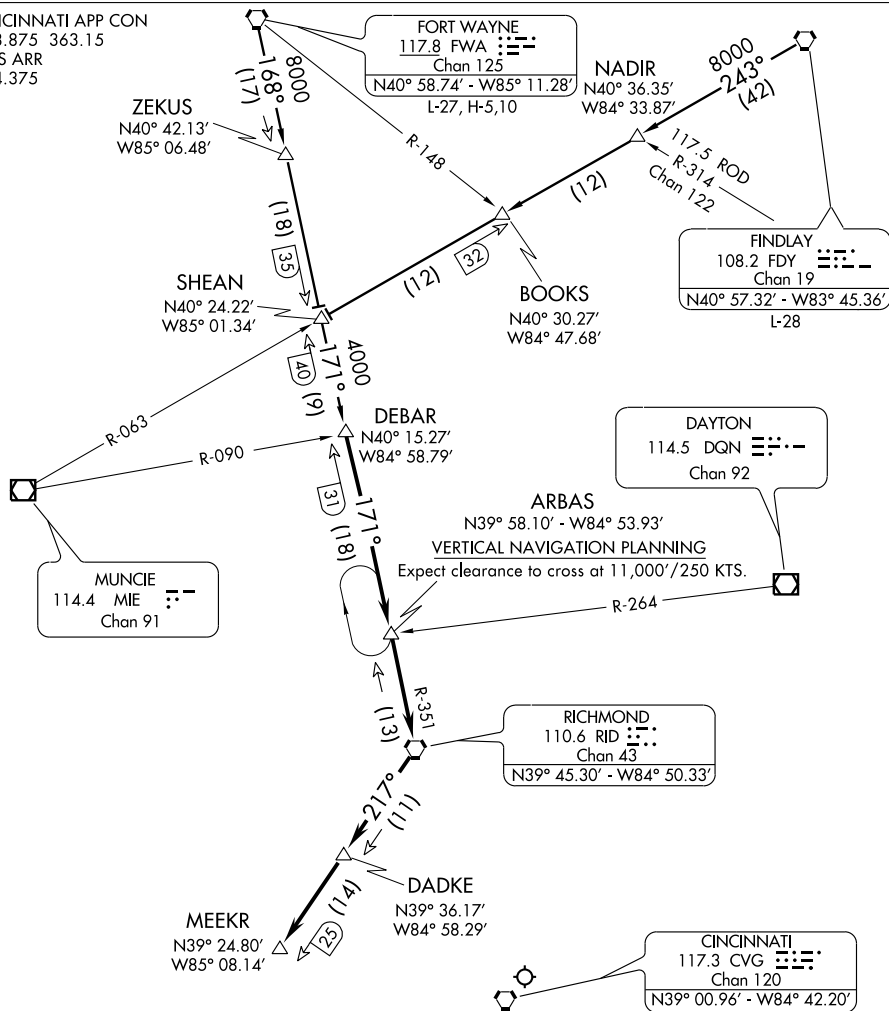 CINNATI APP CON
.875 363.15
S ARR
.375
FORT WAYNE
117.8 FWA
Chan 125
N40° 58.74' - W85° 11.28'
L-27, H-5,10
8000
168°
(17)
ZEKUS
N40° 42.13'
W85° 06.48'
R-148
NADIR
N40° 36.35'
W84° 33.87'
8000
243°
(42)
117.5 ROD
R-314
Chan 122
(12)
FINDLAY
108.2 FDY
Chan 19
N40° 57.32' - W83° 45.36'
L-28
(18)
35
32
(12)
BOOKS
N40° 30.27'
W84° 47.68'
SHEAN
N40° 24.22'
W85° 01.34'
4000
171°
40
(9)
R-063
R-090
DEBAR
N40° 15.27'
W84° 58.79'
DAYTON
114.5 DQN
Chan 92
31
171°
(18)
ARBAS
N39° 58.10' - W84° 53.93'
VERTICAL NAVIGATION PLANNING
Expect clearance to cross at 11,000'/250 KTS.
MUNCIE
114.4 MIE
Chan 91
R-264
R-351
(13)
RICHMOND
110.6 RID
Chan 43
N39° 45.30' - W84° 50.33'
217°
(11)
DADKE
N39° 36.17'
W84° 58.29'
(14)
25
MEEKR
N39° 24.80'
W85° 08.14'
CINCINNATI
117.3 CVG
Chan 120
N39° 00.96' - W84° 42.20'